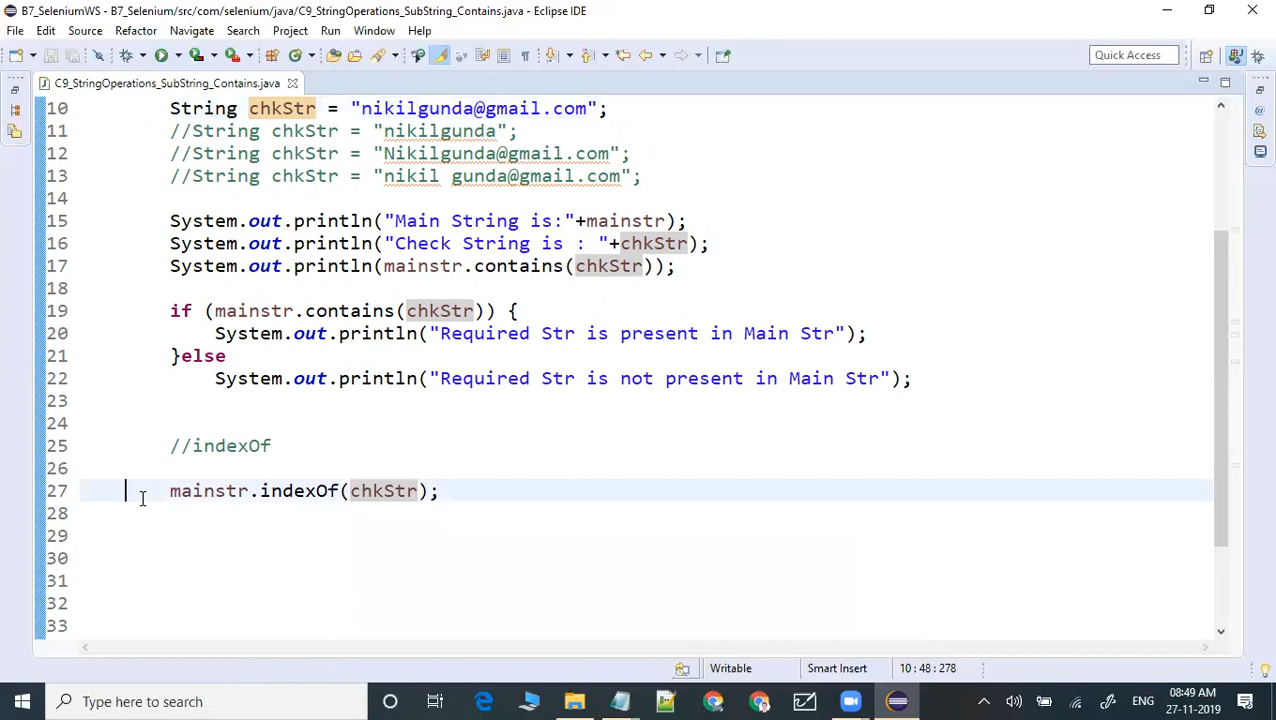 B7_SeleniumWS - B7_Selenium/src/com/selenium/java/C9_StringOperations_SubString_Contains.java - Eclipse IDE
File Edit Source Refactor Navigate Search Project Run Window Help
Quick Access
C9_StringOperations_SubString_Contains.java
10 String chkStr = "nikilgunda@gmail.com";
11 //String chkStr = "nikilgunda";
12 //String chkStr = "Nikilgunda@gmail.com";
13 //String chkStr = "nikil gunda@gmail.com";
14
15 System.out.println("Main String is:"+mainstr);
16 System.out.println("Check String is : "+chkStr);
17 System.out.println(mainstr.contains(chkStr));
18
19 if (mainstr.contains(chkStr)) {
20 System.out.println("Required Str is present in Main Str");
21 }else
22 System.out.println("Required Str is not present in Main Str");
23
24
25 //indexOf
26
27 mainstr.indexOf(chkStr);
28
29
30
31
32
33
Writable Smart Insert 10:48:278
Type here to search
ENG
08:49 AM
27-11-2019